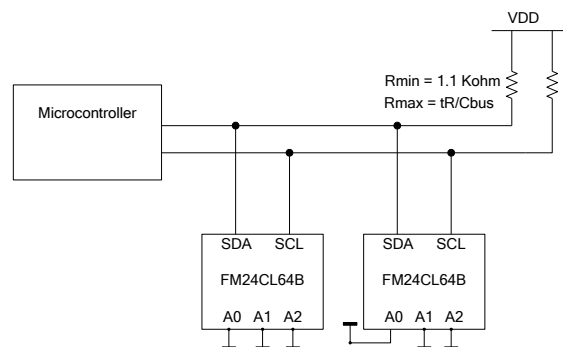 VDD
Rmin = 1.1 Kohm
Rmax = tR/Cbus
Microcontroller
SDA SCL
FM24CL64B
A0 A1 A2
SDA SCL
FM24CL64B
A0 A1 A2